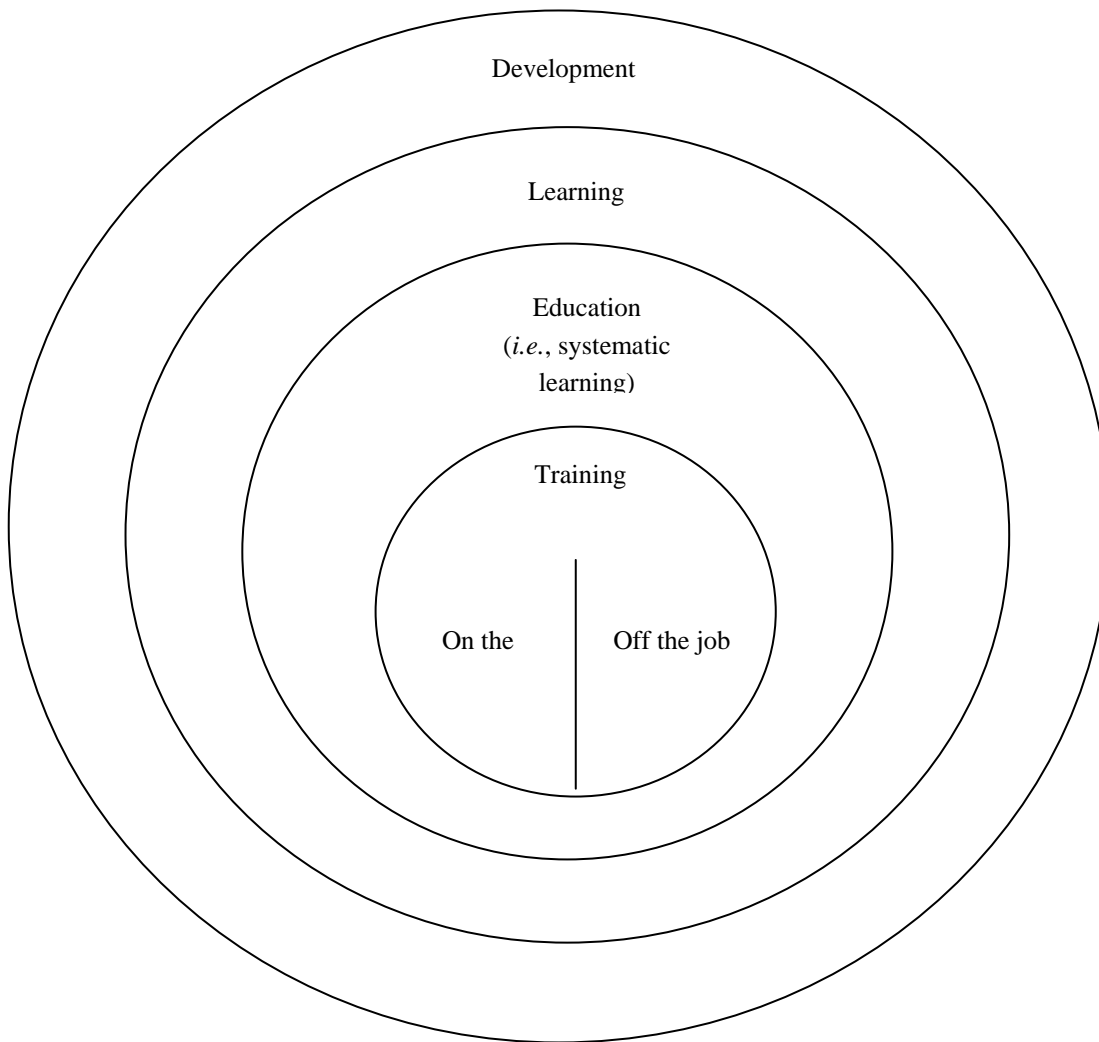 Development
Learning
Education
(i.e., systematic
learning)
Training
On the
Off the job